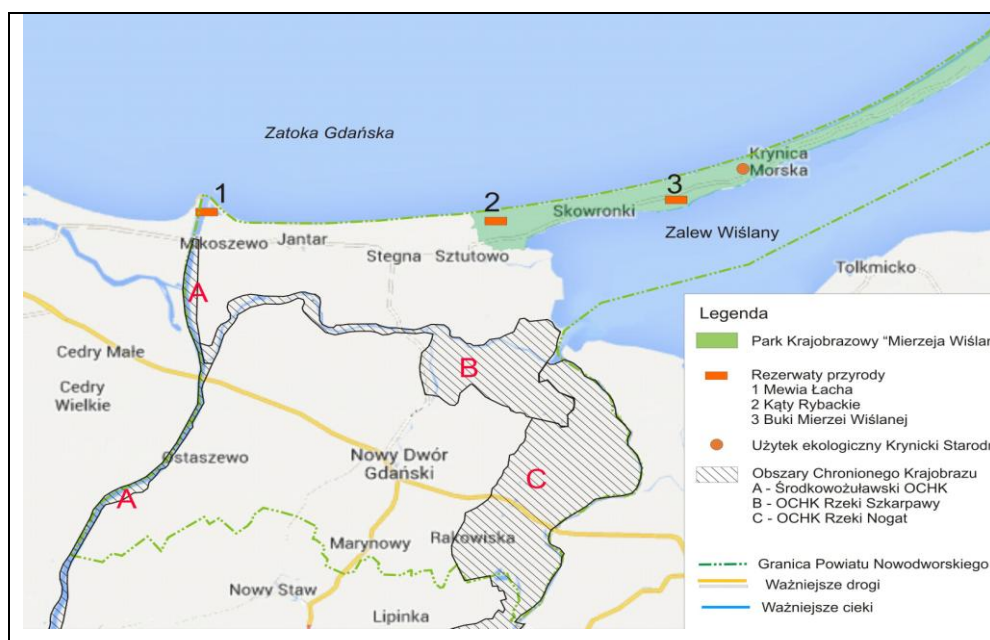 Zatoka Gdańska
1
2
3
Krynica
Morska
Skowronki
Mikoszewo
Jantar
Stegna
Sztutowo
Zalew Wiślany
Tolkmicko
A
Cedry Małe
B
Cedry
Wielkie
Ostaszewo
Nowy Dwór
Gdański
C
A
Marynowy
Rakowiska
Nowy Staw
Lipinka
Legenda
Park Krajobrazowy "Mierzeja Wiślan
Rezerwaty przyrody
1 Mewia Łacha
2 Kąty Rybackie
3 Buki Mierzei Wiślanej
Użytek ekologiczny Krynicki Starodr
Obszary Chronionego Krajobrazu
A - Środkowożuławski OCHK
B - OCHK Rzeki Szkarpawy
C - OCHK Rzeki Nogat
Granica Powiatu Nowodworskiego
Ważniejsze drogi
Ważniejsze cieki